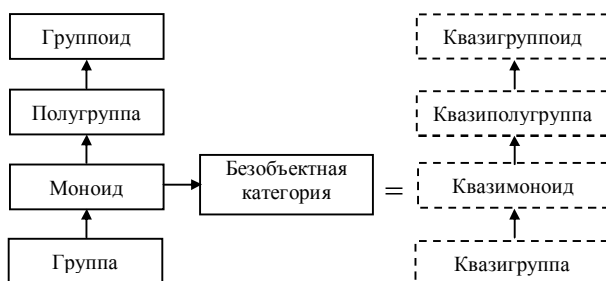 Группоид
Квазигруппоид
Полугруппа
Квазиполугруппа
Моноид
Безобъектная
категория
=
Квазимоноид
Группа
Квазигруппа